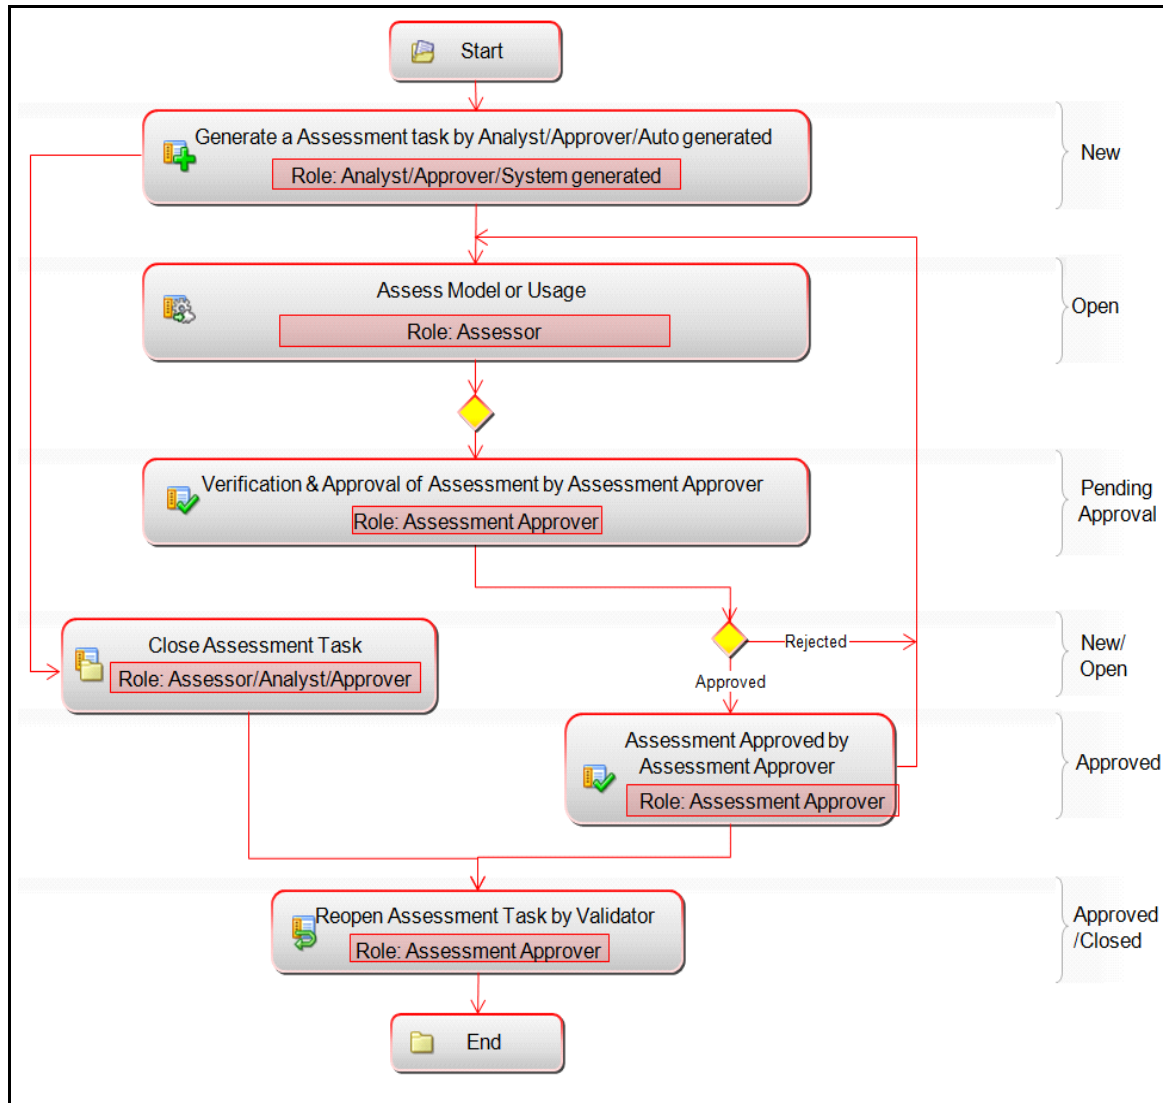 Start
Generate a Assessment task by Analyst/Approver/Auto generated
Role: Analyst/Approver/System generated
New
Assess Model or Usage
Role: Assessor
Open
Verification & Approval of Assessment by Assessment Approver
Role: Assessment Approver
Pending
Approval
Close Assessment Task
Role: Assessor/Analyst/Approver
Rejected
New/
Open
Approved
Assessment Approved by
Assessment Approver
Role: Assessment Approver
Approved
Reopen Assessment Task by Validator
Role: Assessment Approver
Approved
/Closed
End